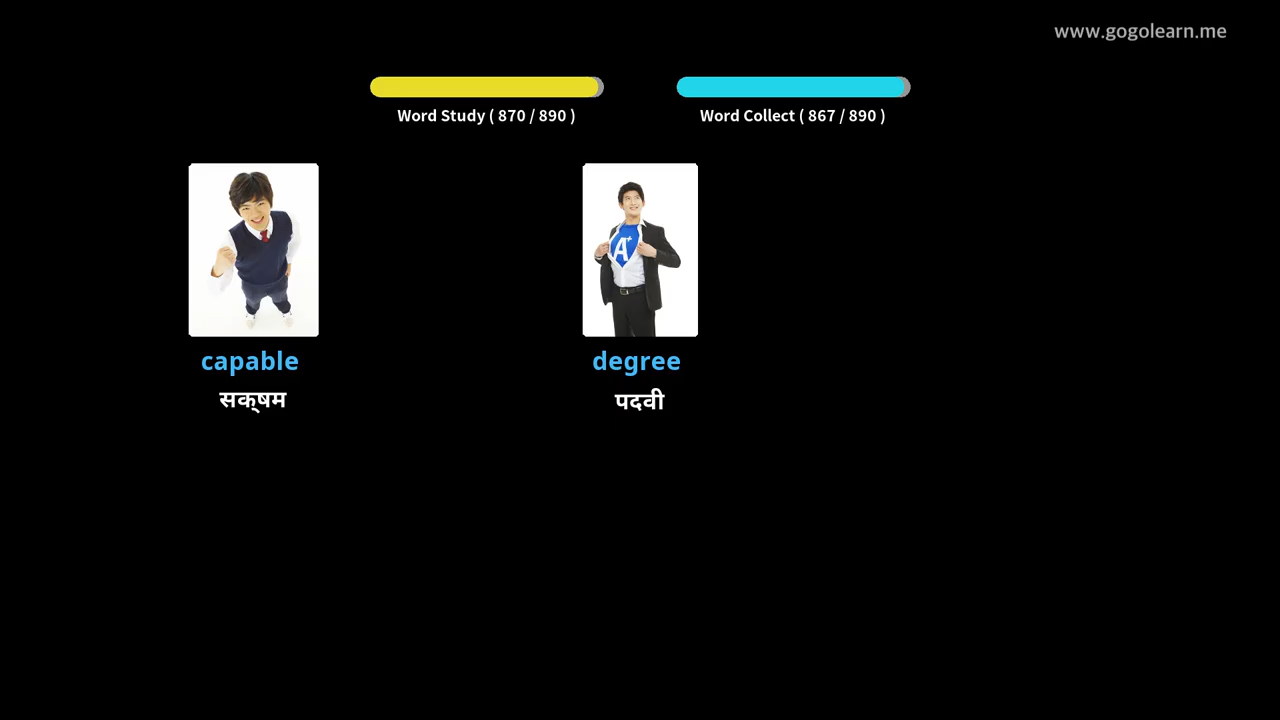 www.gogolearn.me
Word Study ( 870 / 890 )
Word Collect ( 867 / 890 )
A+
capable
degree
सक्षम
पदवी